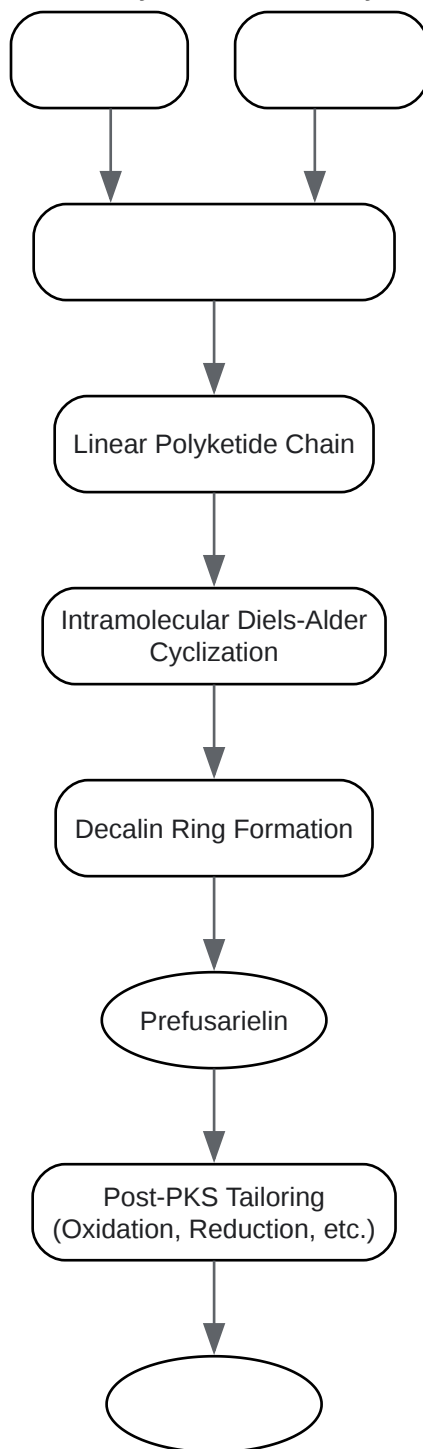 Linear Polyketide Chain
Intramolecular Diels-Alder
Cyclization
Decalin Ring Formation
Prefusarielin
Post-PKS Tailoring
(Oxidation, Reduction, etc.)